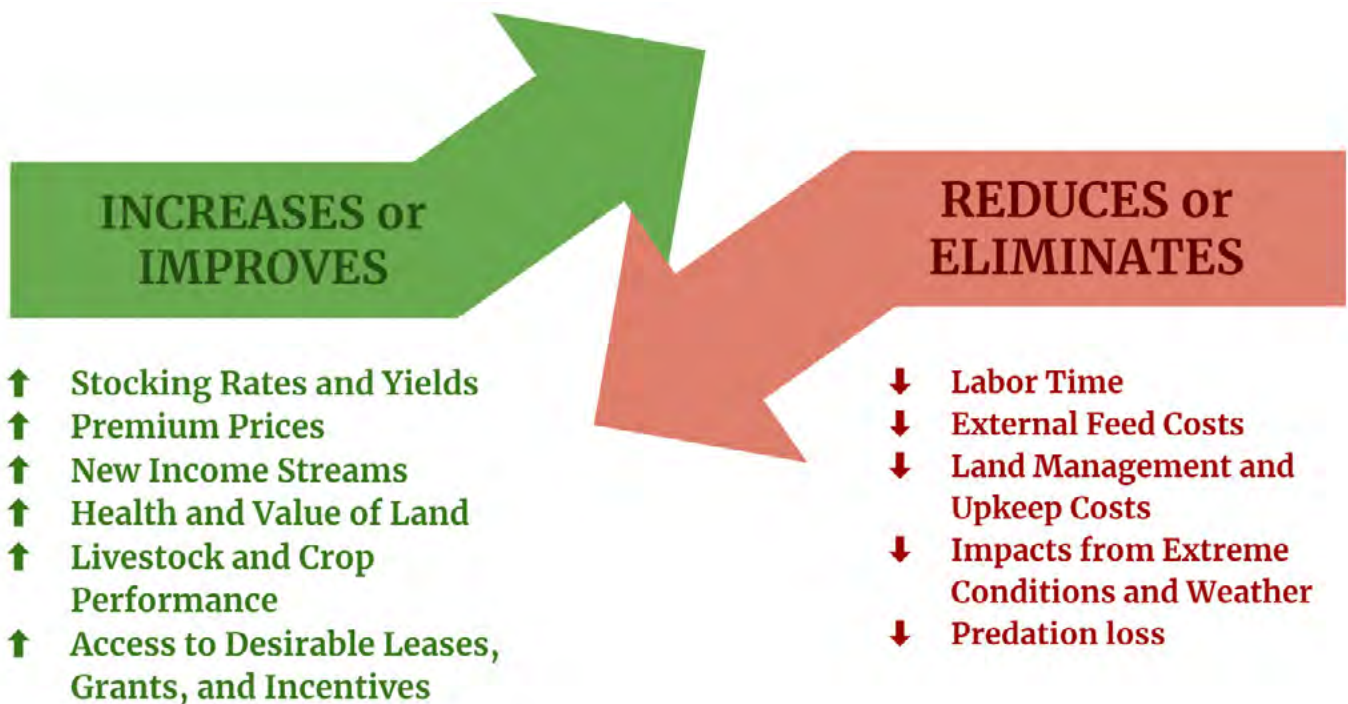 INCREASES or
IMPROVES
Stocking Rates and Yields
Premium Prices
New Income Streams
Health and Value of Land
Livestock and Crop
Performance
Access to Desirable Leases,
Grants, and Incentives
REDUCES or
ELIMINATES
Labor Time
External Feed Costs
Land Management and
Upkeep Costs
Impacts from Extreme
Conditions and Weather
Predation loss